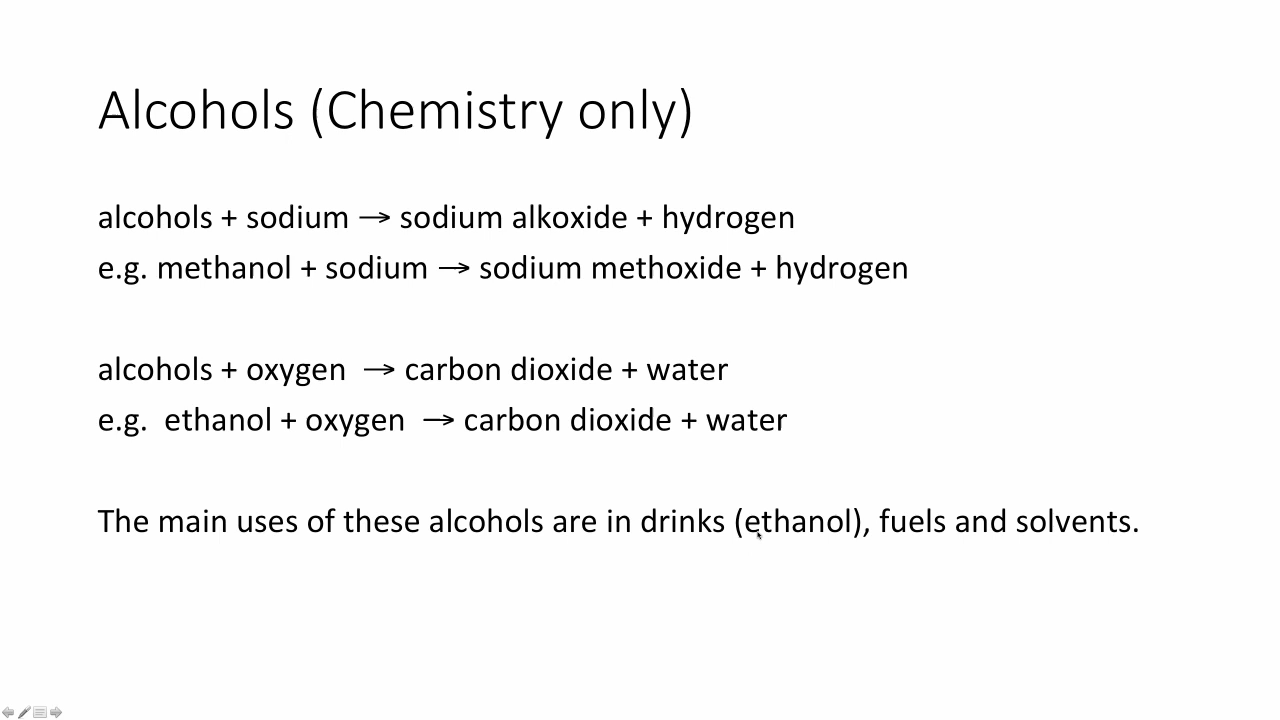 Alcohols (Chemistry only)
alcohols + sodium → sodium alkoxide + hydrogen
e.g. methanol + sodium → sodium methoxide + hydrogen
alcohols + oxygen → carbon dioxide + water
e.g. ethanol + oxygen → carbon dioxide + water
The main uses of these alcohols are in drinks (ethanol), fuels and solvents.